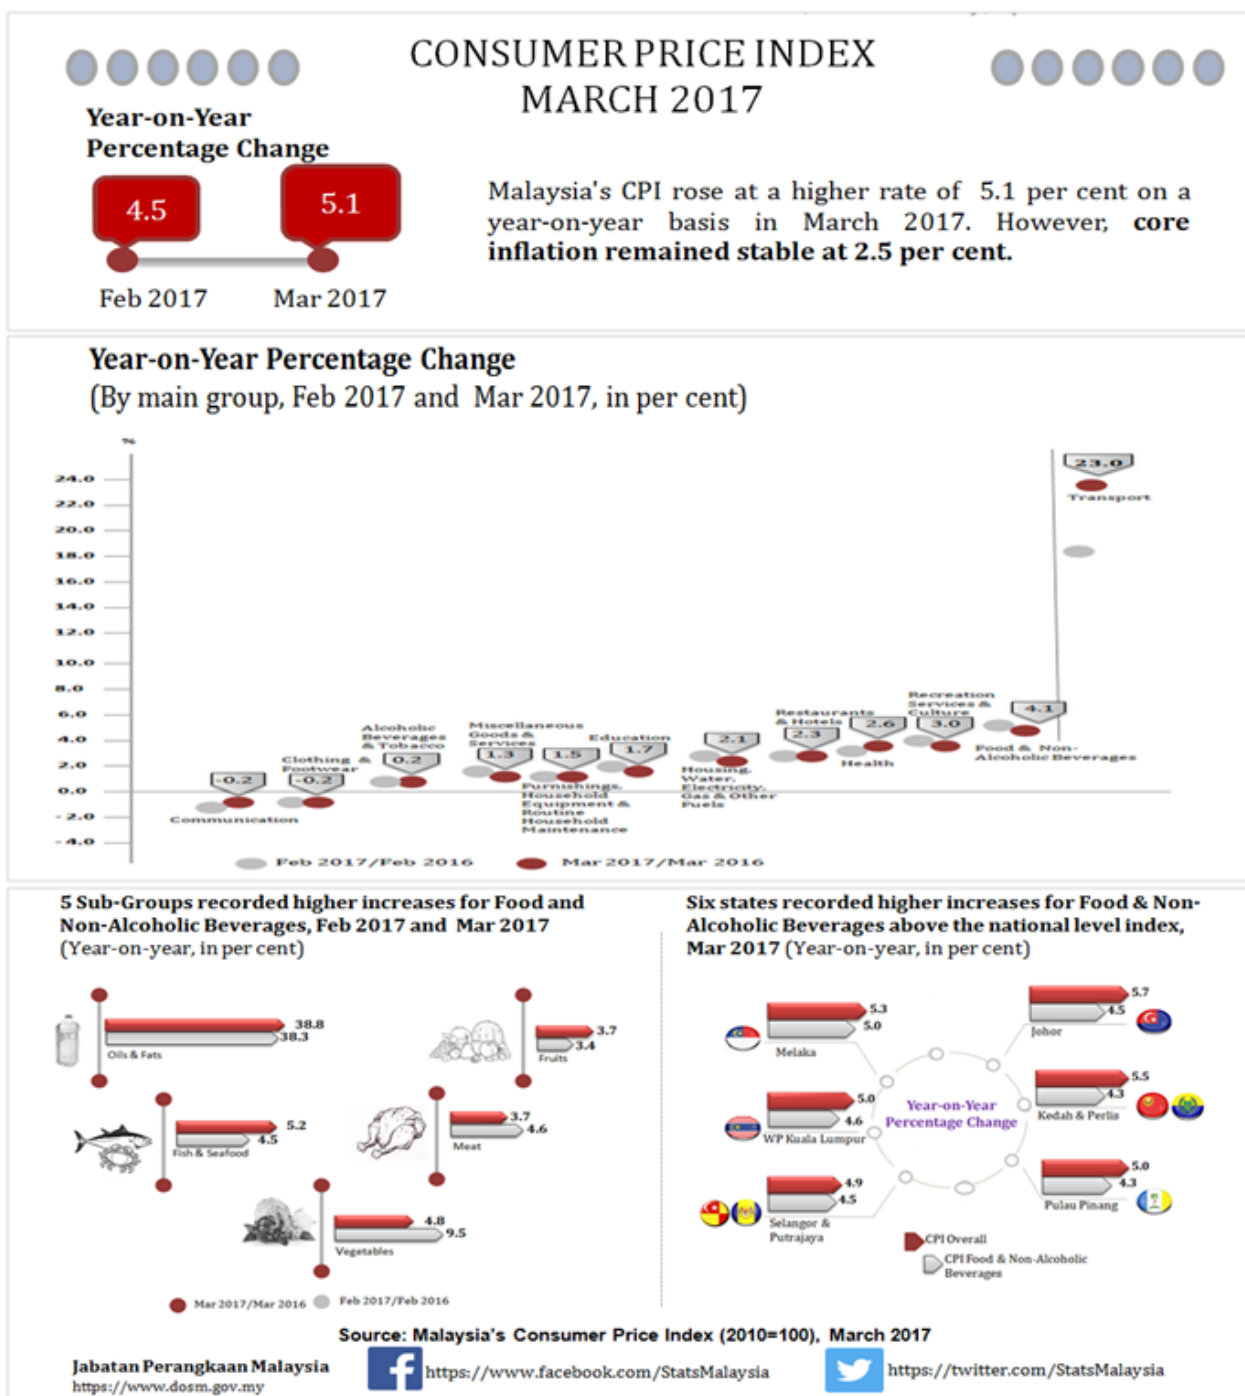 CONSUMER PRICE INDEX
MARCH 2017
Year-on-Year
Percentage Change
4.5
5.1
Feb 2017
Mar 2017
Malaysia's CPI rose at a higher rate of 5.1 per cent on a
year-on-year basis in March 2017. However, core
inflation remained stable at 2.5 per cent.
Year-on-Year Percentage Change
(By main group, Feb 2017 and Mar 2017, in per cent)
%
24.0
22.0
20.0
18.0
16.0
14.0
12.0
10.0
8.0
6.0
4.0
2.0
0.0
- 2.0
- 4.0
-0.2
Communication
Clothing &
Footwear
-0.2
Alcoholic
Beverages
& Tobacco
0.2
Miscellaneous
Goods &
Services
1.3
1.5
Furnishings,
Household
Equipment &
Routine
Household
Maintenance
Education
1.7
2.1
Housing,
Water,
Electricity,
Gas & Other
Fuels
Restaurants
& Hotels
2.3
2.6
Health
Recreation
Services &
Culture
3.0
4.1
Food & Non-
Alcoholic Beverages
23.0
Transport
Feb 2017/Feb 2016
Mar 2017/Mar 2016
5 Sub-Groups recorded higher increases for Food and
Non-Alcoholic Beverages, Feb 2017 and Mar 2017
(Year-on-year, in per cent)
38.8
38.3
Oils & Fats
3.7
3.4
Fruits
5.2
4.5
Fish & Seafood
3.7
4.6
Meat
4.8
9.5
Vegetables
Mar 2017/Mar 2016
Feb 2017/Feb 2016
Six states recorded higher increases for Food & Non-
Alcoholic Beverages above the national level index,
Mar 2017 (Year-on-year, in per cent)
5.3
5.0
Melaka
5.7
4.5
Johor
5.0
4.6
WP Kuala Lumpur
Year-on-Year
Percentage Change
5.5
4.3
Kedah & Perlis
4.9
4.5
Selangor &
Putrajaya
5.0
4.3
Pulau Pinang
CPI Overall
CPI Food & Non-Alcoholic
Beverages
Source: Malaysia's Consumer Price Index (2010=100), March 2017
Jabatan Perangkaan Malaysia
https://www.dosm.gov.my
https://www.facebook.com/StatsMalaysia
https://twitter.com/StatsMalaysia